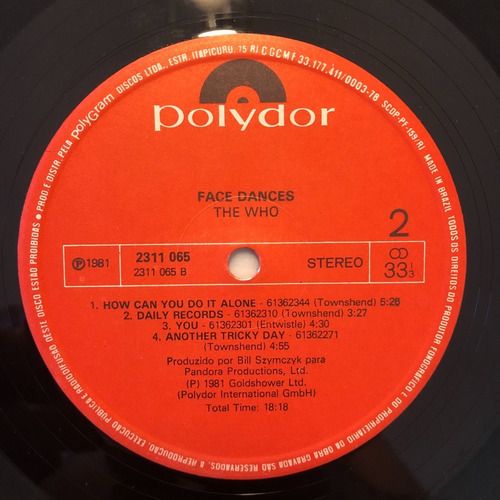 polydor
FACE DANCES
THE WHO
2
℗1981
2311 065
2311 065 B
STEREO
33 1/3
1. HOW CAN YOU DO IT ALONE - 61362344 (Townshend) 5:28
2. DAILY RECORDS - 61362310 (Townshend) 3:27
3. YOU - 61362301 (Entwistle) 4:30
4. ANOTHER TRICKY DAY - 61362271
(Townshend) 4:55
Produzido por Bill Szymczyk para
Pandora Productions, Ltd.
(P) 1981 Goldshower Ltd.
(Polydor International GmbH)
Total Time: 18:18
• PROD. E DISTR. PELA polyGram DISCOS LTDA., ESTR. ITAPICURU, 75 RJ CGCMF 33.177.411/0003-78 SCDP-PF-159/RJ MADE IN BRAZIL TODOS OS DIREITOS DO PRODUTOR FONOGRÁFICO E DO PROPRIETÁRIO DA OBRA GRAVADA SÃO RESERVADOS. A REPRODUÇÃO, EXECUÇÃO PÚBLICA E RADIODIFUSÃO DESTE DISCO ESTÃO PROIBIDAS